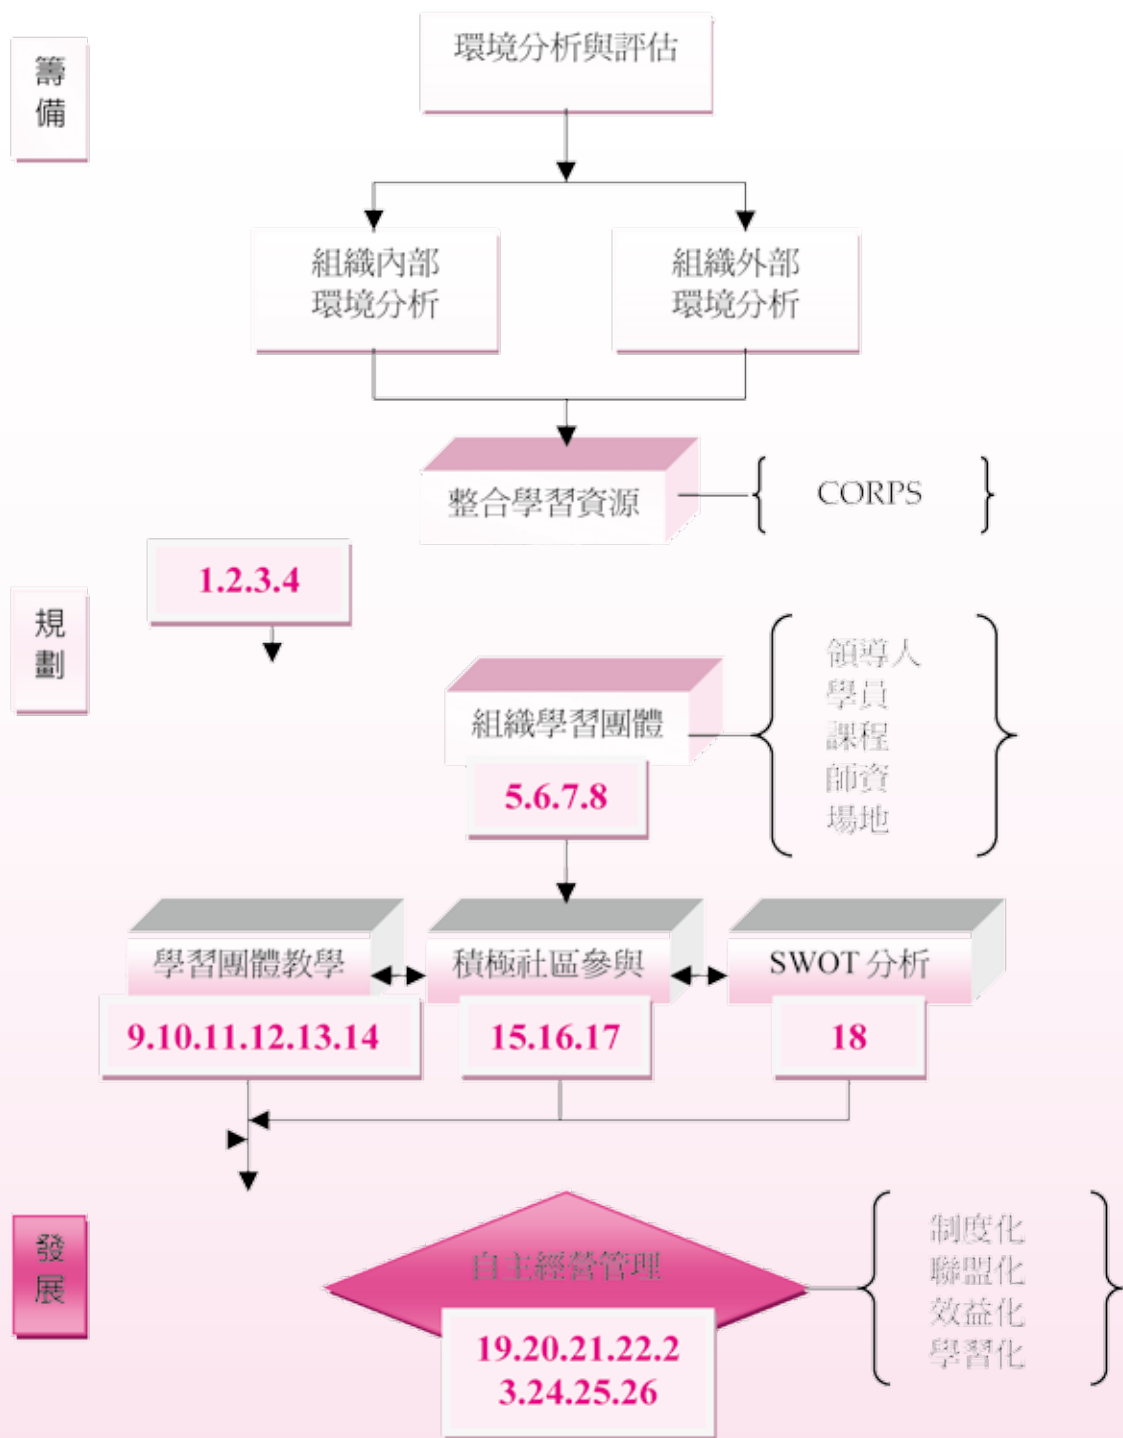 籌
備
環境分析與評估
組織內部
環境分析
組織外部
環境分析
整合學習資源
CORPS
1.2.3.4
規
劃
組織學習團體
5.6.7.8
領導人
學員
課程
師資
場地
學習團體教學
積極社區參與
SWOT 分析
9.10.11.12.13.14
15.16.17
18
發
展
自主經營管理
19.20.21.22.2
3.24.25.26
制度化
聯盟化
效益化
學習化